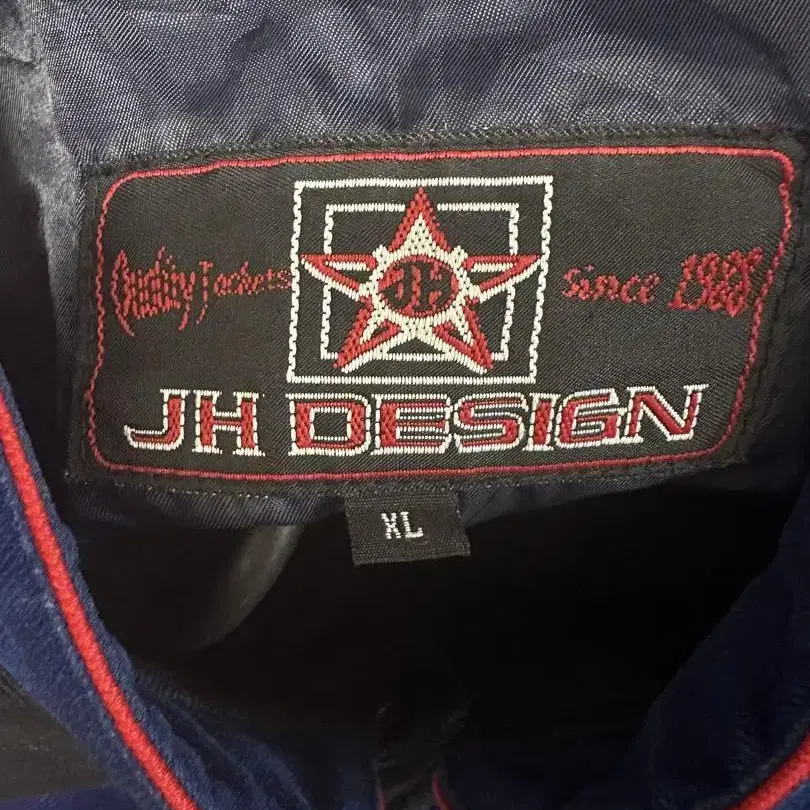 JH
Quality Jackets
Since 1988
JH DESIGN
XL